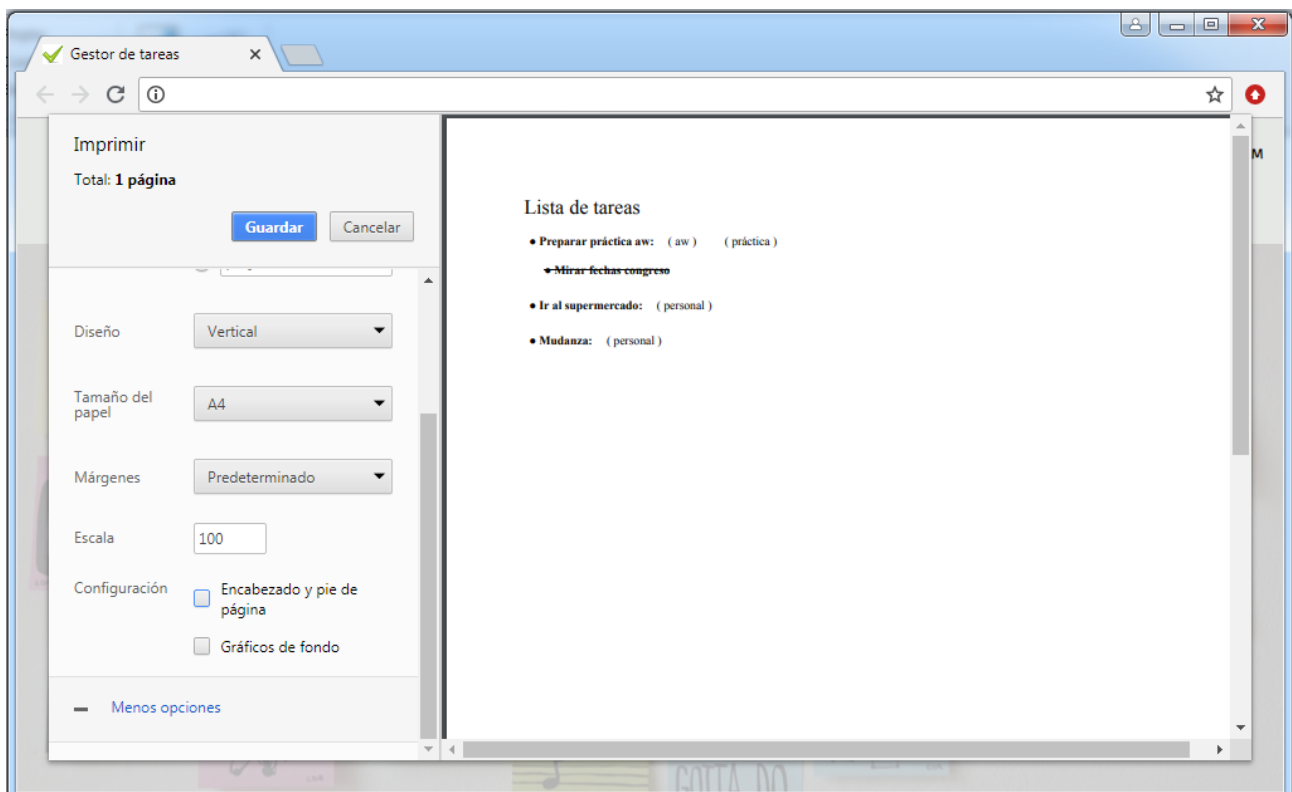 Gestor de tareas
M
Imprimir
Total: 1 página
Guardar
Cancelar
Diseño
Vertical
Tamaño del
papel
A4
Márgenes
Predeterminado
Escala
100
Configuración
Encabezado y pie de
página
Gráficos de fondo
Menos opciones
Lista de tareas
● Preparar práctica aw: ( aw ) ( práctica )
● Mirar fechas congreso
● Ir al supermercado: ( personal )
● Mudanza: ( personal )
GOTTA DO